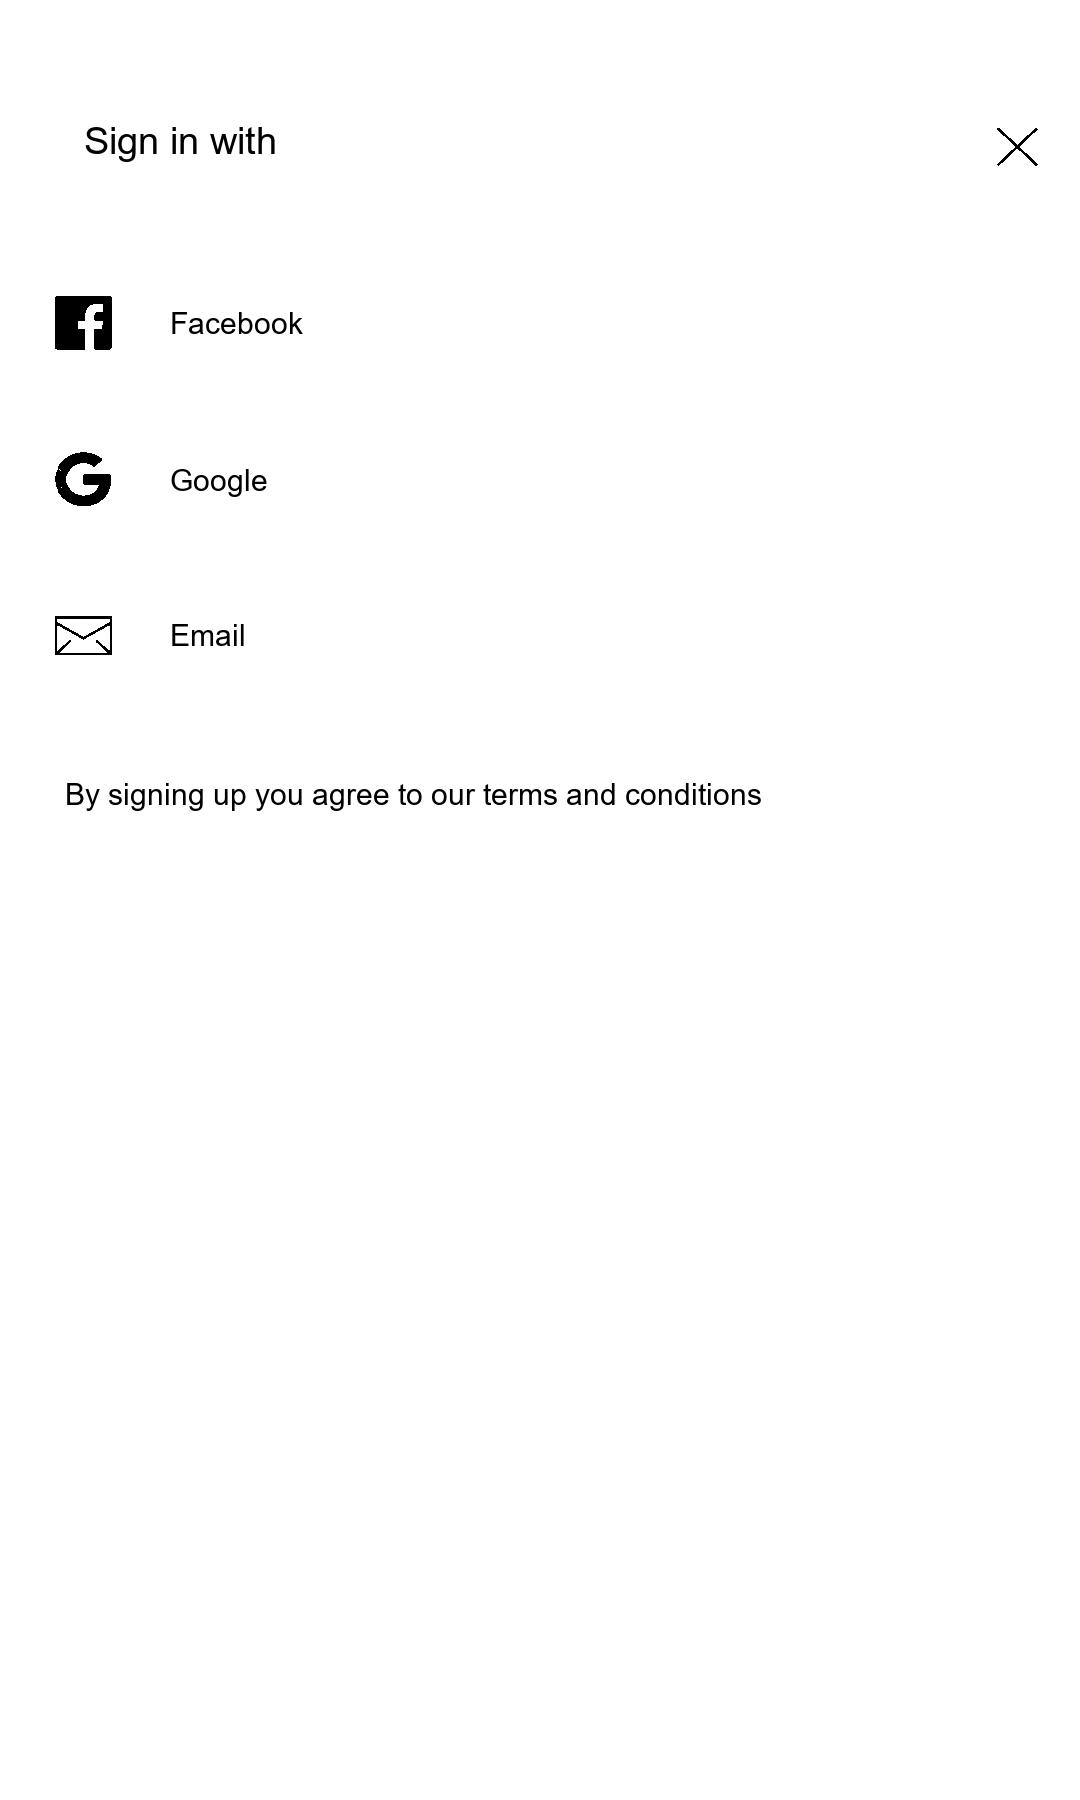 Sign in with
Facebook
Google
Email
By signing up you agree to our terms and conditions